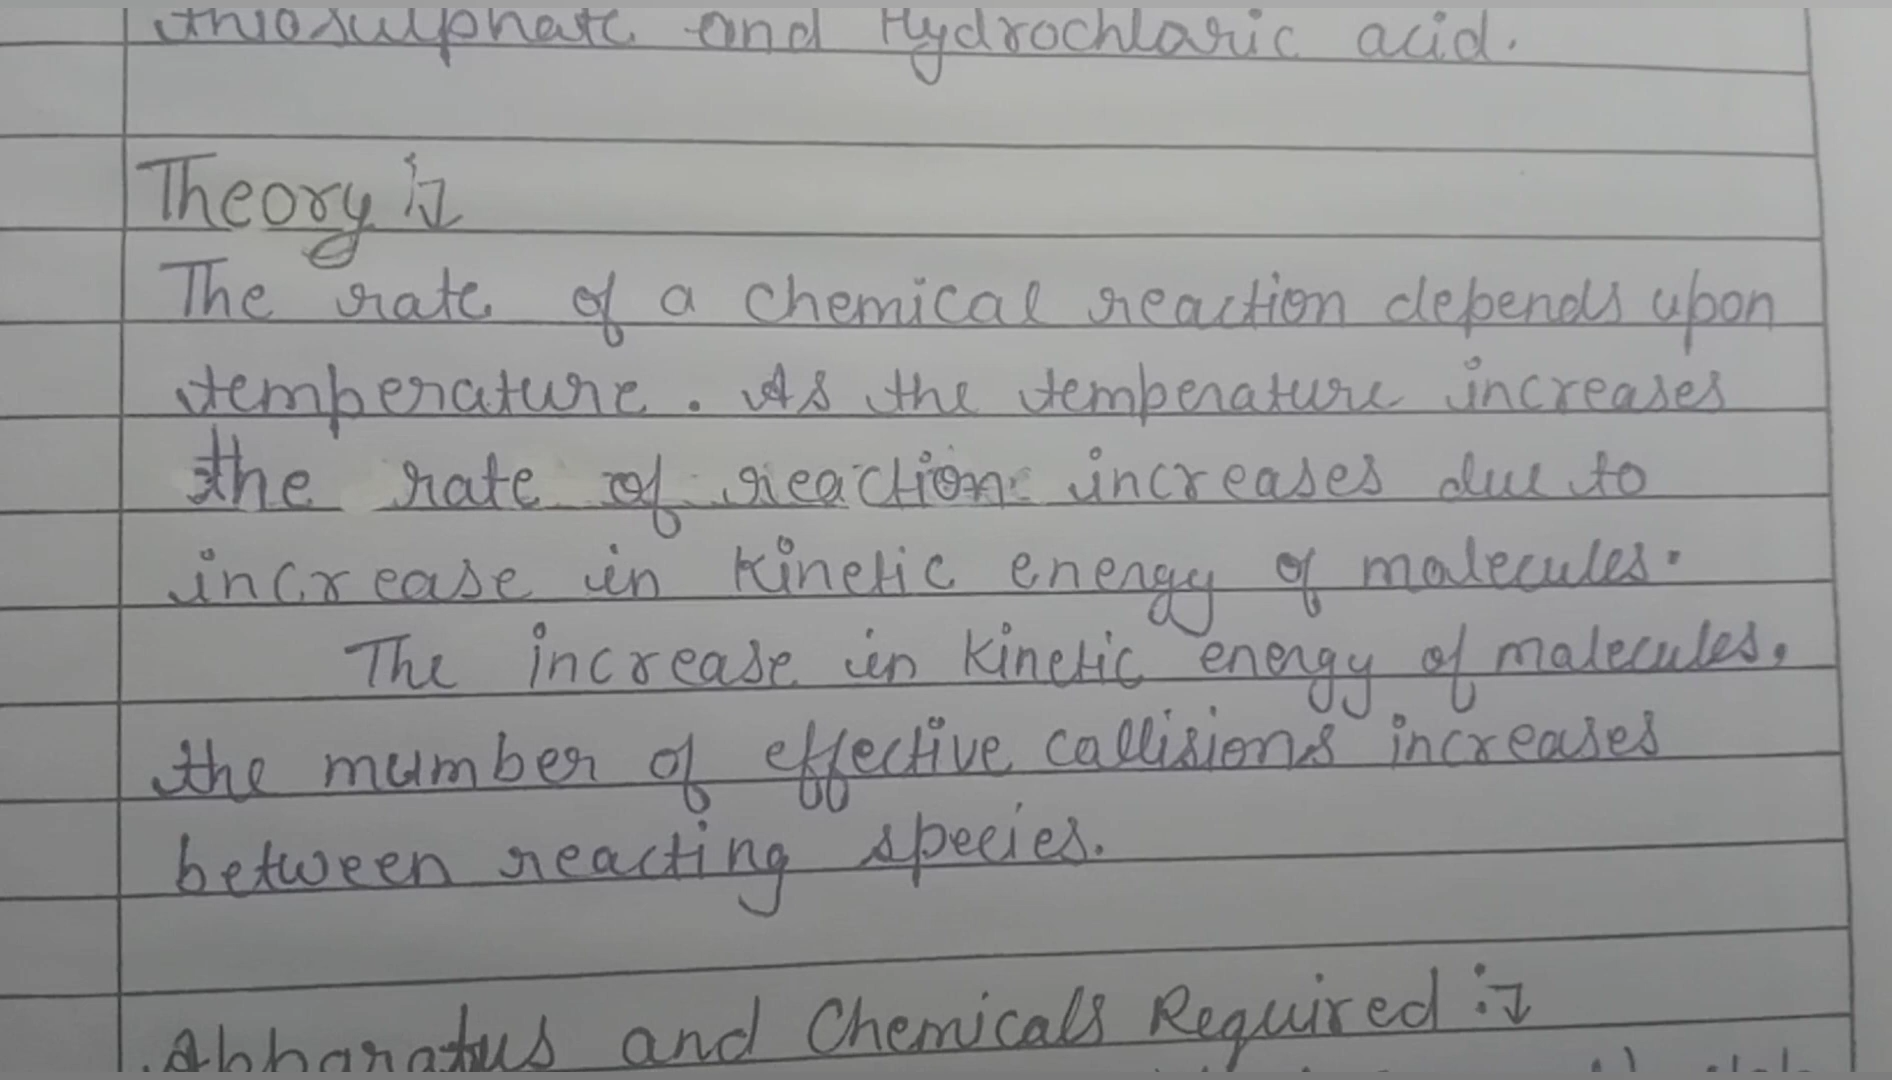 thiosulphate and Hydrochloric acid.
Theory :-
The rate of a chemical reaction depends upon
temperature. As the temperature increases
the rate of reaction increases due to
increase in kinetic energy of molecules.
The increase in kinetic energy of molecules,
the number of effective collisions increases
between reacting species.
Apparatus and Chemicals Required :-